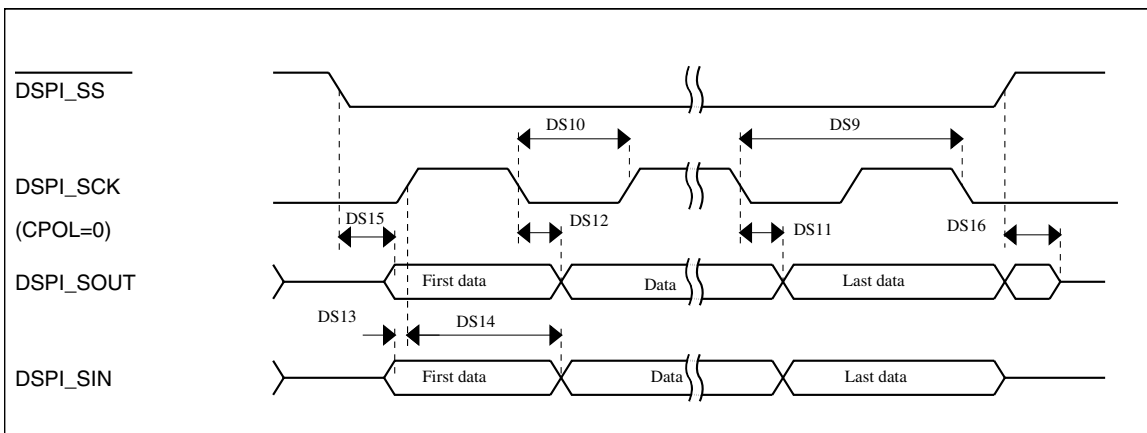 DSPI_SS
DS10
DS9
DSPI_SCK
(CPOL=0)
DS15
DS12
DS11
DS16
DSPI_SOUT
First data
Data
Last data
DS13
DS14
DSPI_SIN
First data
Data
Last data